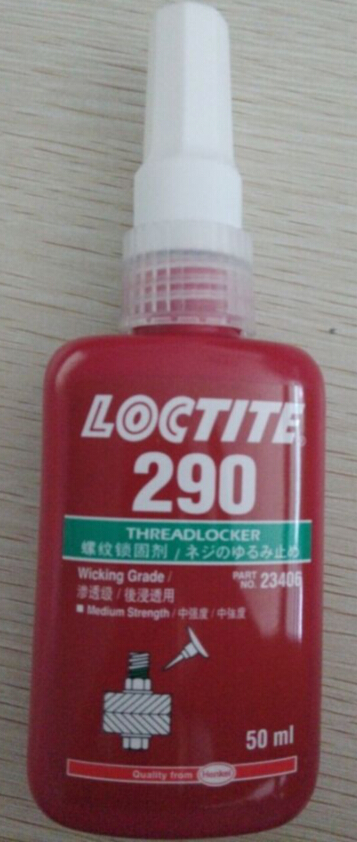 LOCTITE
290
THREADLOCKER
螺纹锁固剂 / ネジのゆるみ止め
Wicking Grade /
渗透级 / 後浸透用
PART
NO. 23406
■ Medium Strength / 中强度 / 中強度
50 ml
Quality from Henkel